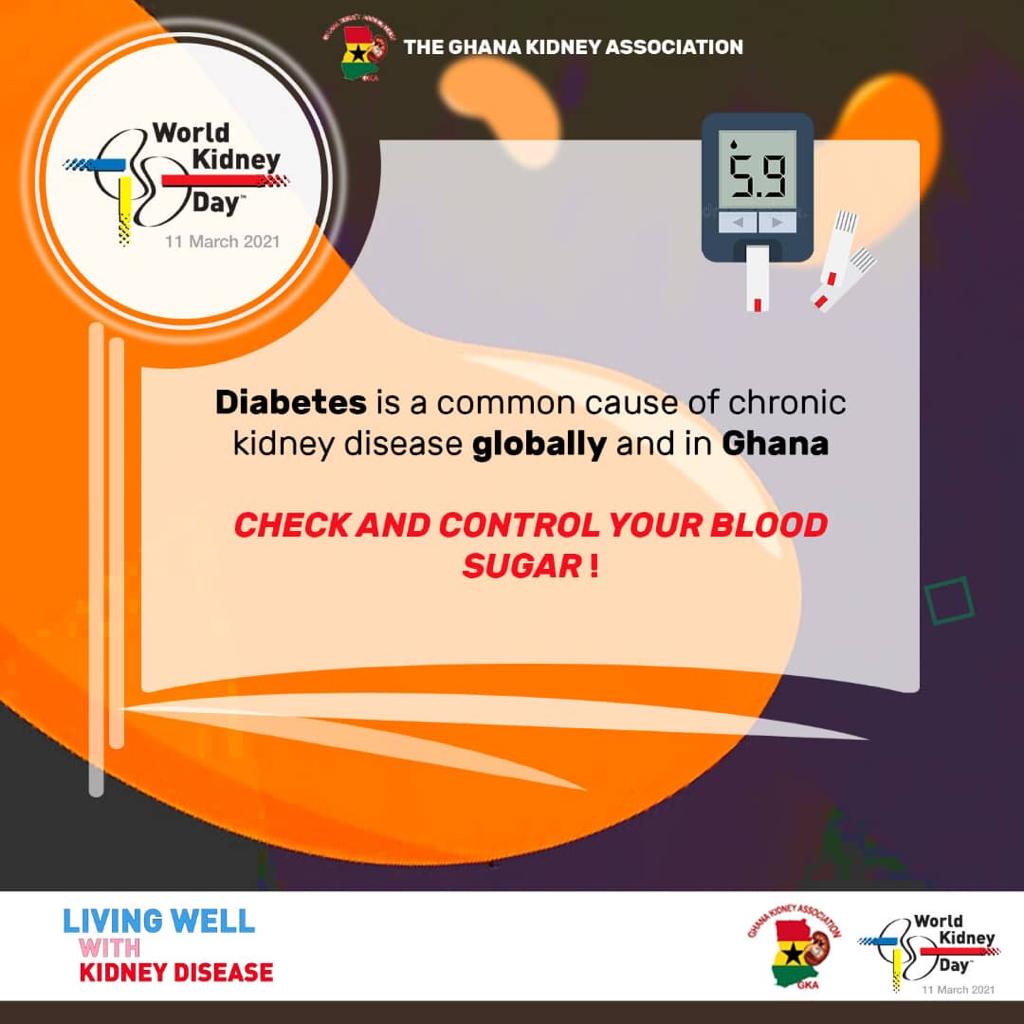 THE GHANA KIDNEY ASSOCIATION
World
Kidney
Day™
11 March 2021
5.9
Diabetes is a common cause of chronic
kidney disease globally and in Ghana
CHECK AND CONTROL YOUR BLOOD
SUGAR !
LIVING WELL
WITH
KIDNEY DISEASE
GHANA KIDNEY ASSOCIATION
GKA
World
Kidney
Day™
11 March 2021